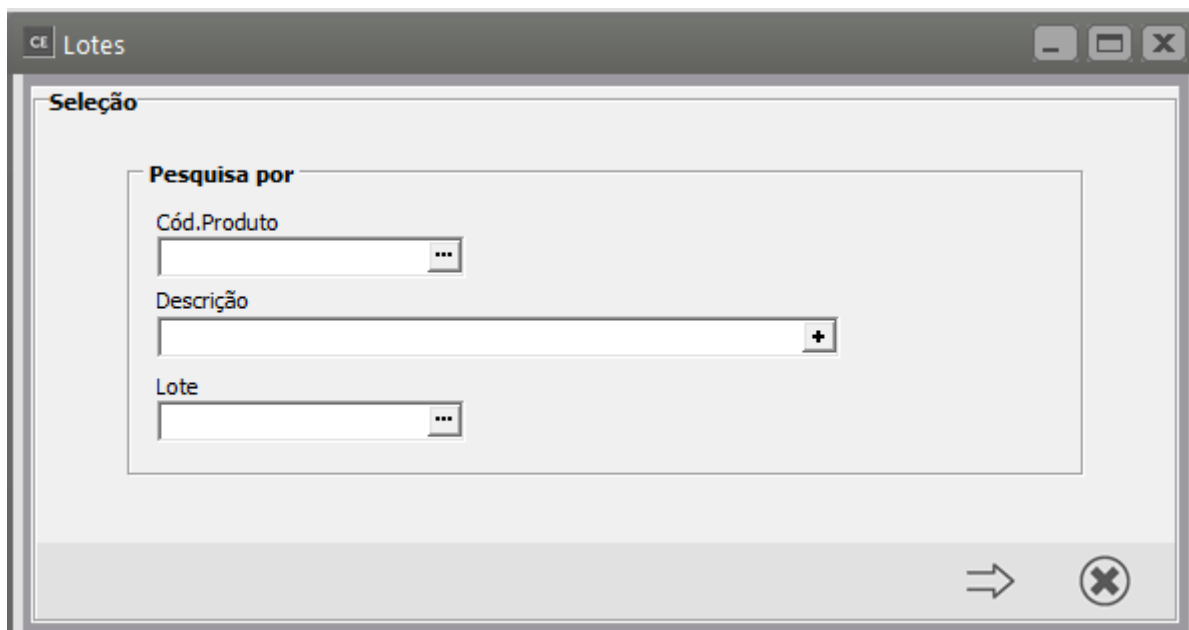 CE Lotes
Seleção
Pesquisa por
Cód.Produto
...
Descrição
+
Lote
...